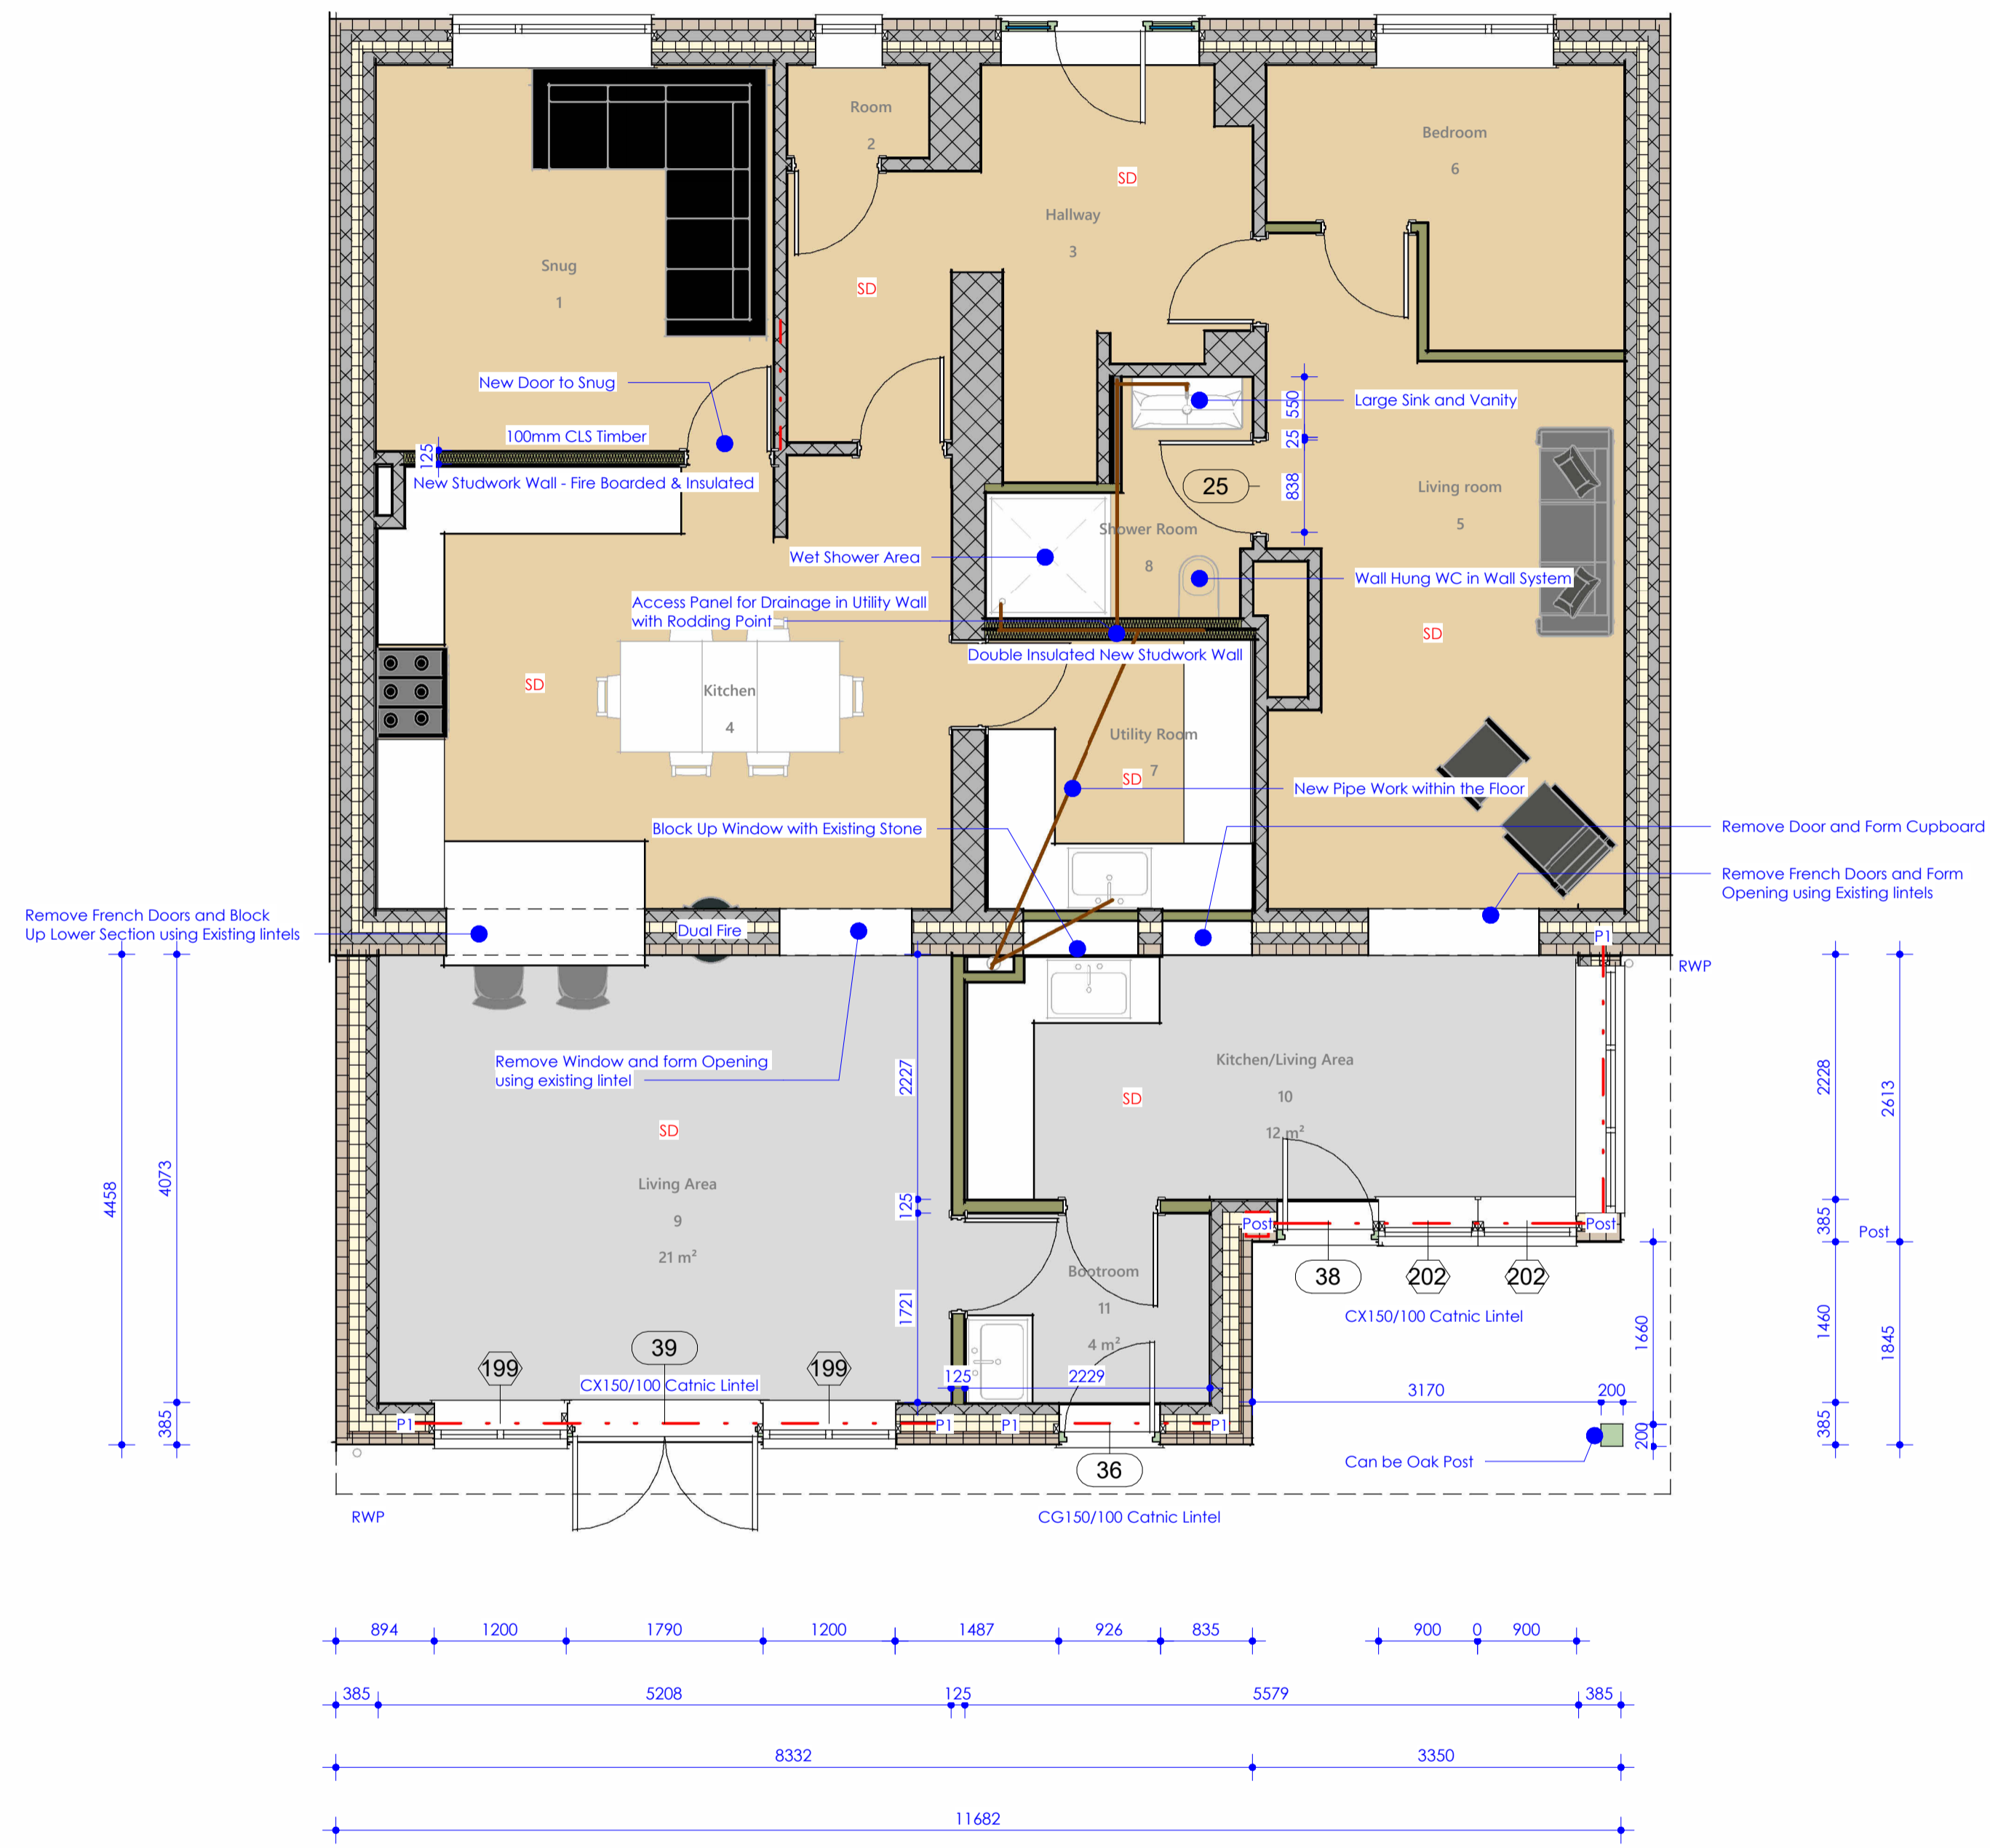 Room
2
Bedroom
6
SD
Hallway
3
Snug
1
SD
New Door to Snug
Large Sink and Vanity
550
100mm CLS Timber
25
125
New Studwork Wall - Fire Boarded & Insulated
838
25
Living room
5
Shower Room
8
Wet Shower Area
Wall Hung WC in Wall System
Access Panel for Drainage in Utility Wall
with Rodding Point
SD
Double Insulated New Studwork Wall
SD
Kitchen
4
Utility Room
7
SD
New Pipe Work within the Floor
Block Up Window with Existing Stone
Remove Door and Form Cupboard
Remove French Doors and Form
Opening using Existing lintels
Remove French Doors and Block
Up Lower Section using Existing lintels
Dual Fire
P1
RWP
Remove Window and form Opening
using existing lintel
2227
Kitchen/Living Area
10
12 m²
SD
2228
2613
SD
4458
4073
Living Area
9
21 m²
125
385
Post
Post
Post
Bootroom
11
4 m²
38
202
202
CX150/100 Catnic Lintel
1721
1660
1460
1845
39
199
199
CX150/100 Catnic Lintel
125
2229
3170
200
385
P1
P1
P1
P1
200
385
Can be Oak Post
36
RWP
CG150/100 Catnic Lintel
894
1200
1790
1200
1487
926
835
900
0
900
385
5208
125
5579
385
8332
3350
11682